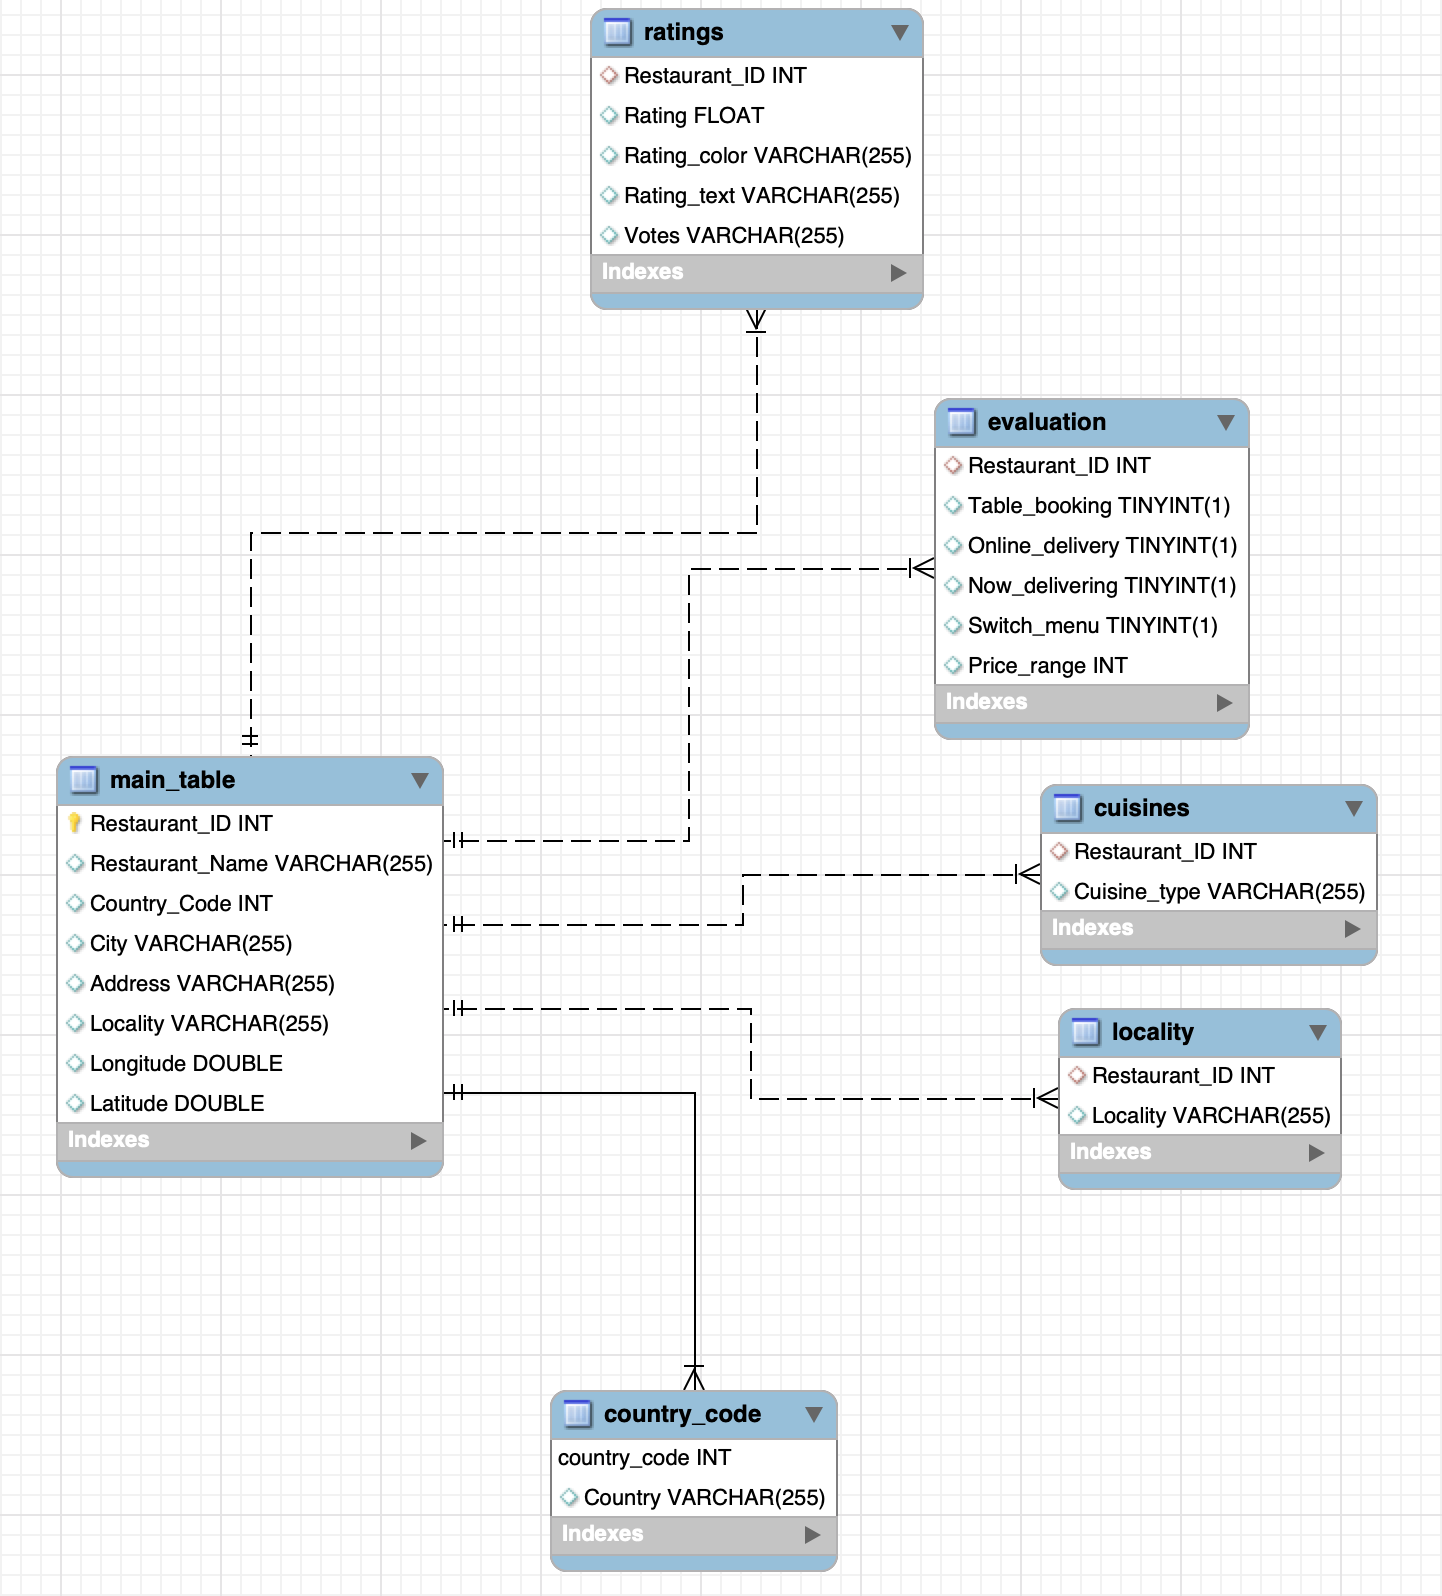 ratings
Restaurant_ID INT
Rating FLOAT
Rating_color VARCHAR(255)
Rating_text VARCHAR(255)
Votes VARCHAR(255)
Indexes
evaluation
Restaurant_ID INT
Table_booking TINYINT(1)
Online_delivery TINYINT(1)
Now_delivering TINYINT(1)
Switch_menu TINYINT(1)
Price_range INT
Indexes
main_table
Restaurant_ID INT
Restaurant_Name VARCHAR(255)
Country_Code INT
City VARCHAR(255)
Address VARCHAR(255)
Locality VARCHAR(255)
Longitude DOUBLE
Latitude DOUBLE
Indexes
cuisines
Restaurant_ID INT
Cuisine_type VARCHAR(255)
Indexes
locality
Restaurant_ID INT
Locality VARCHAR(255)
Indexes
country_code
country_code INT
Country VARCHAR(255)
Indexes